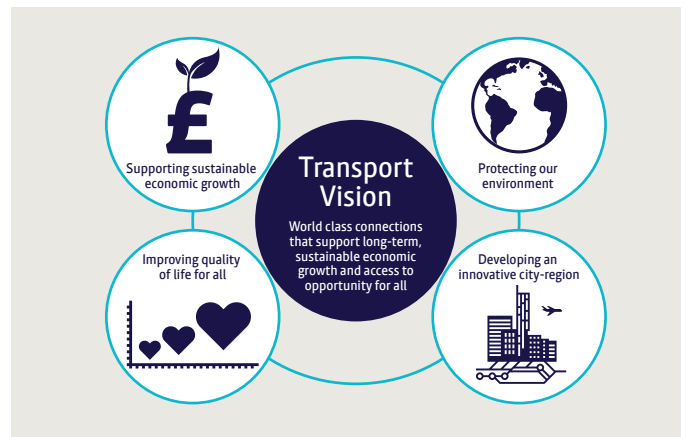 Supporting sustainable
economic growth
Protecting our
environment
Transport
Vision
World class connections
that support long-term,
sustainable economic
growth and access to
opportunity for all
Improving quality
of life for all
Developing an
innovative city-region